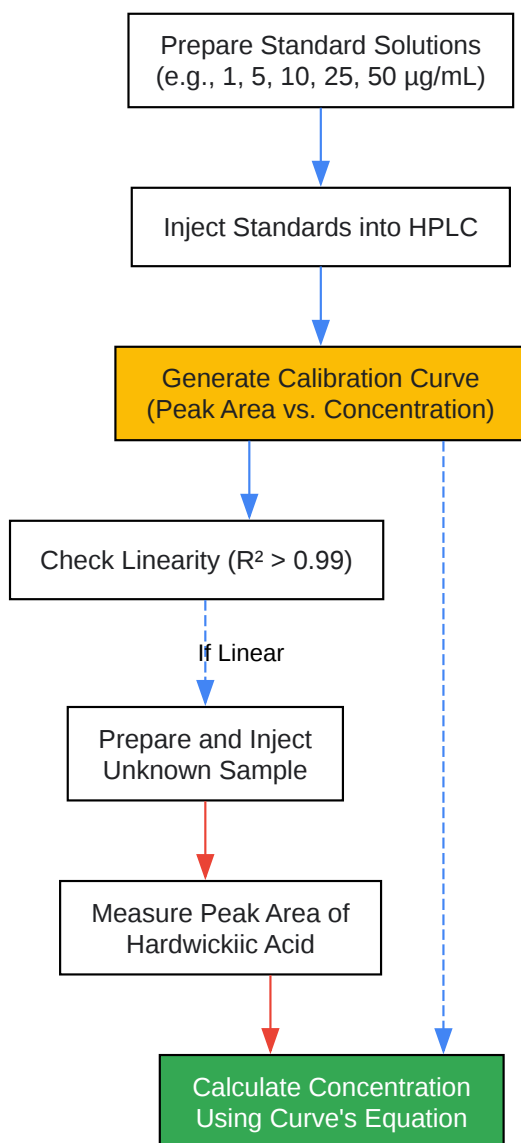 Prepare Standard Solutions
(e.g., 1, 5, 10, 25, 50 µg/mL)
Inject Standards into HPLC
Generate Calibration Curve
(Peak Area vs. Concentration)
Check Linearity (R² > 0.99)
If Linear
Prepare and Inject
Unknown Sample
Measure Peak Area of
Hardwickiic Acid
Calculate Concentration
Using Curve's Equation